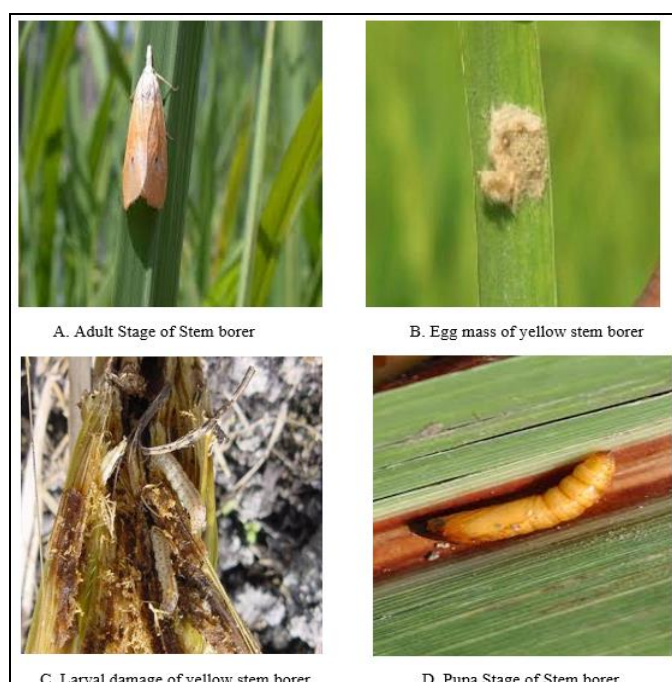 A. Adult Stage of Stem borer
B. Egg mass of yellow stem borer
C. Larval damage of yellow stem borer
D. Pupa Stage of Stem borer